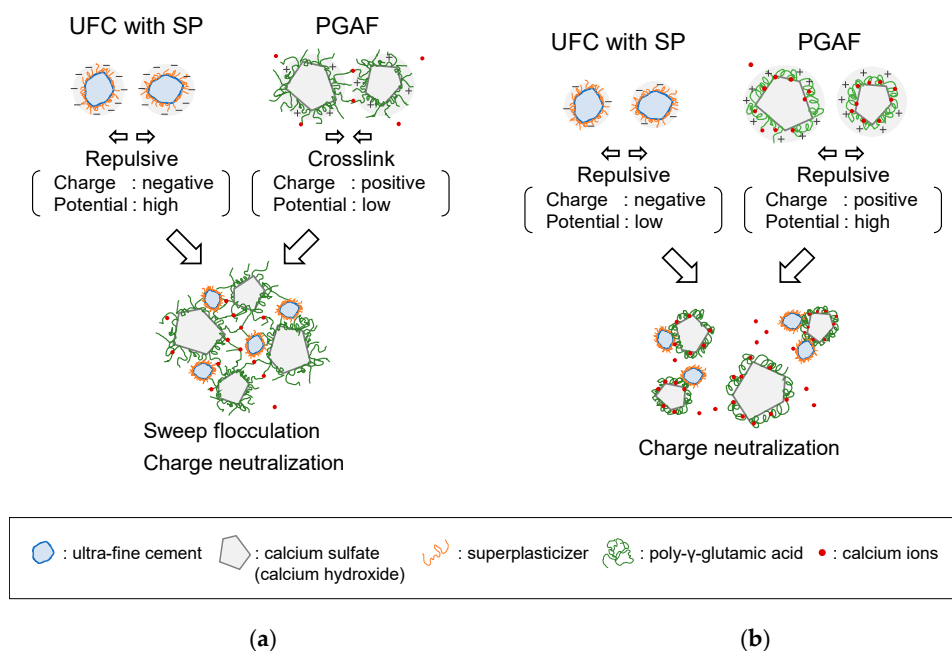 UFC with SP
PGAF
Repulsive
Charge : negative
Potential : high
Crosslink
Charge : positive
Potential : low
Sweep flocculation
Charge neutralization
UFC with SP
PGAF
Repulsive
Charge : negative
Potential : low
Repulsive
Charge : positive
Potential : high
Charge neutralization
: ultra-fine cement
: calcium sulfate
(calcium hydroxide)
: superplasticizer
: poly-γ-glutamic acid
: calcium ions
(a)
(b)